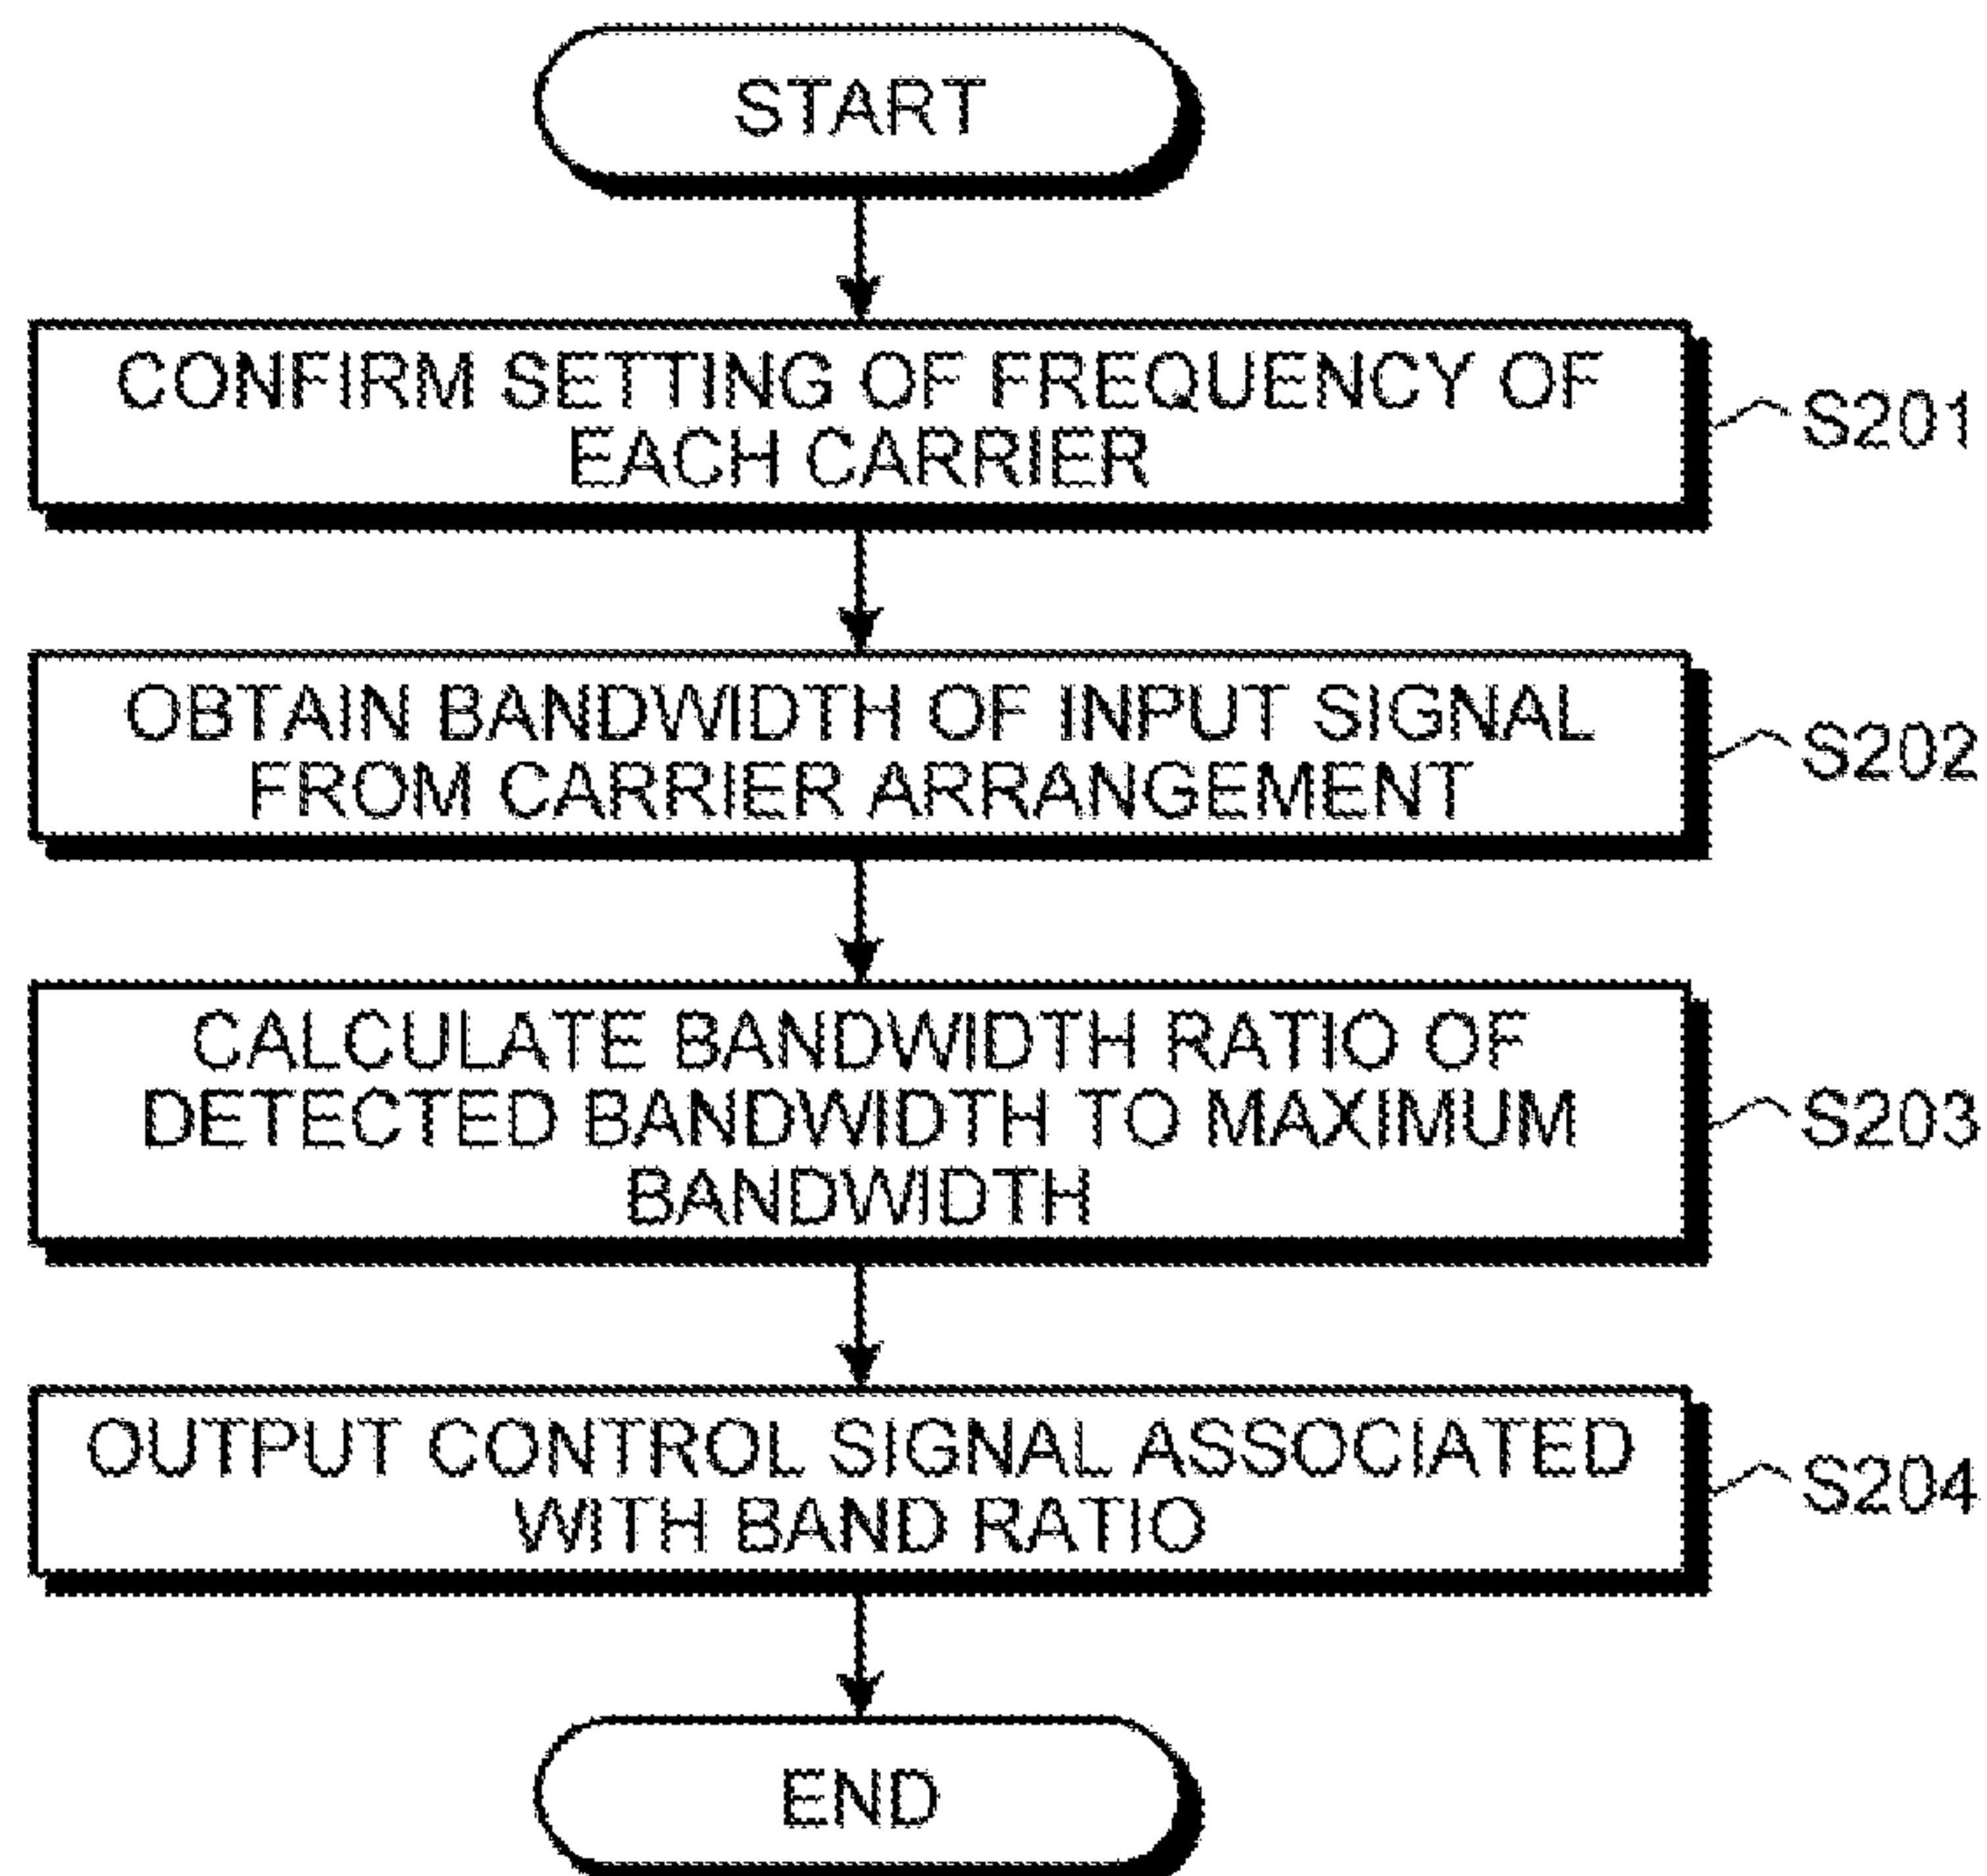 START
CONFIRM SETTING OF FREQUENCY OF
EACH CARRIER
S201
OBTAIN BANDWIDTH OF INPUT SIGNAL
FROM CARRIER ARRANGEMENT
S202
CALCULATE BANDWIDTH RATIO OF
DETECTED BANDWIDTH TO MAXIMUM
BANDWIDTH
S203
OUTPUT CONTROL SIGNAL ASSOCIATED
WITH BAND RATIO
S204
END